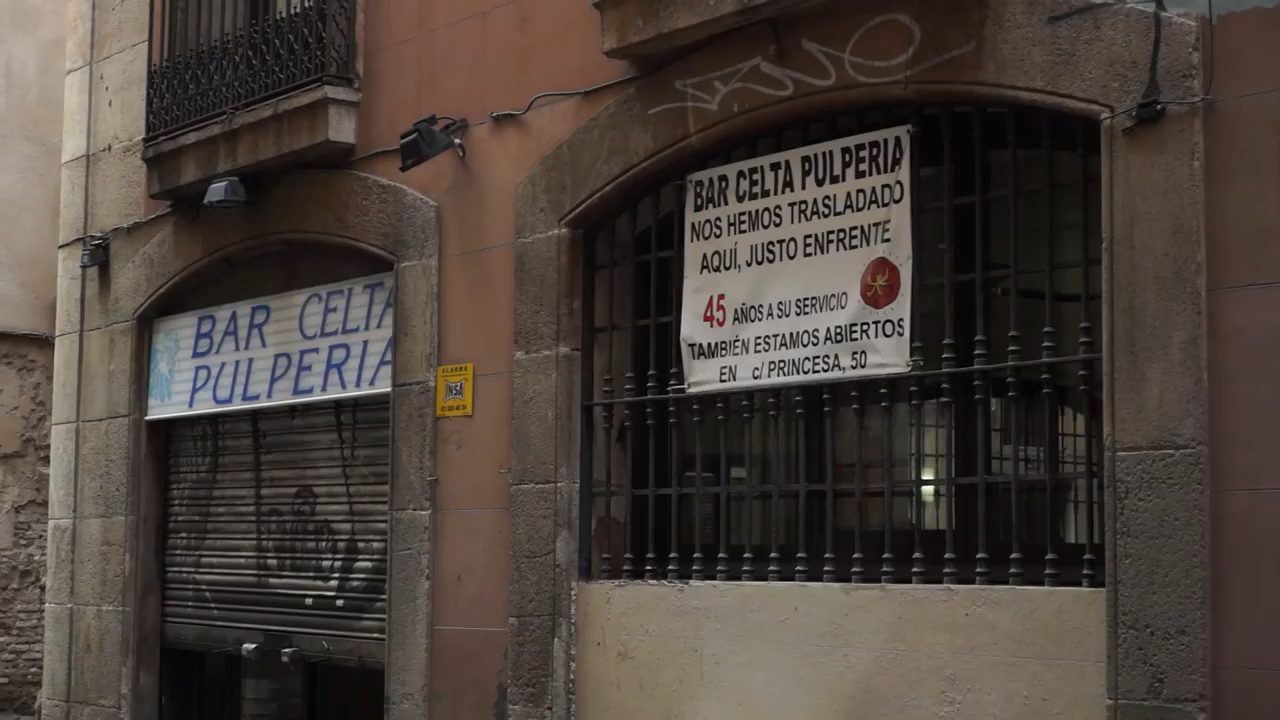 BAR CELTA
PULPERIA
ALARMA
INSA
BAR CELTA PULPERIA
NOS HEMOS TRASLADADO
AQUÍ, JUSTO ENFRENTE
45 AÑOS A SU SERVICIO
TAMBIÉN ESTAMOS ABIERTOS
EN c/ PRINCESA, 50